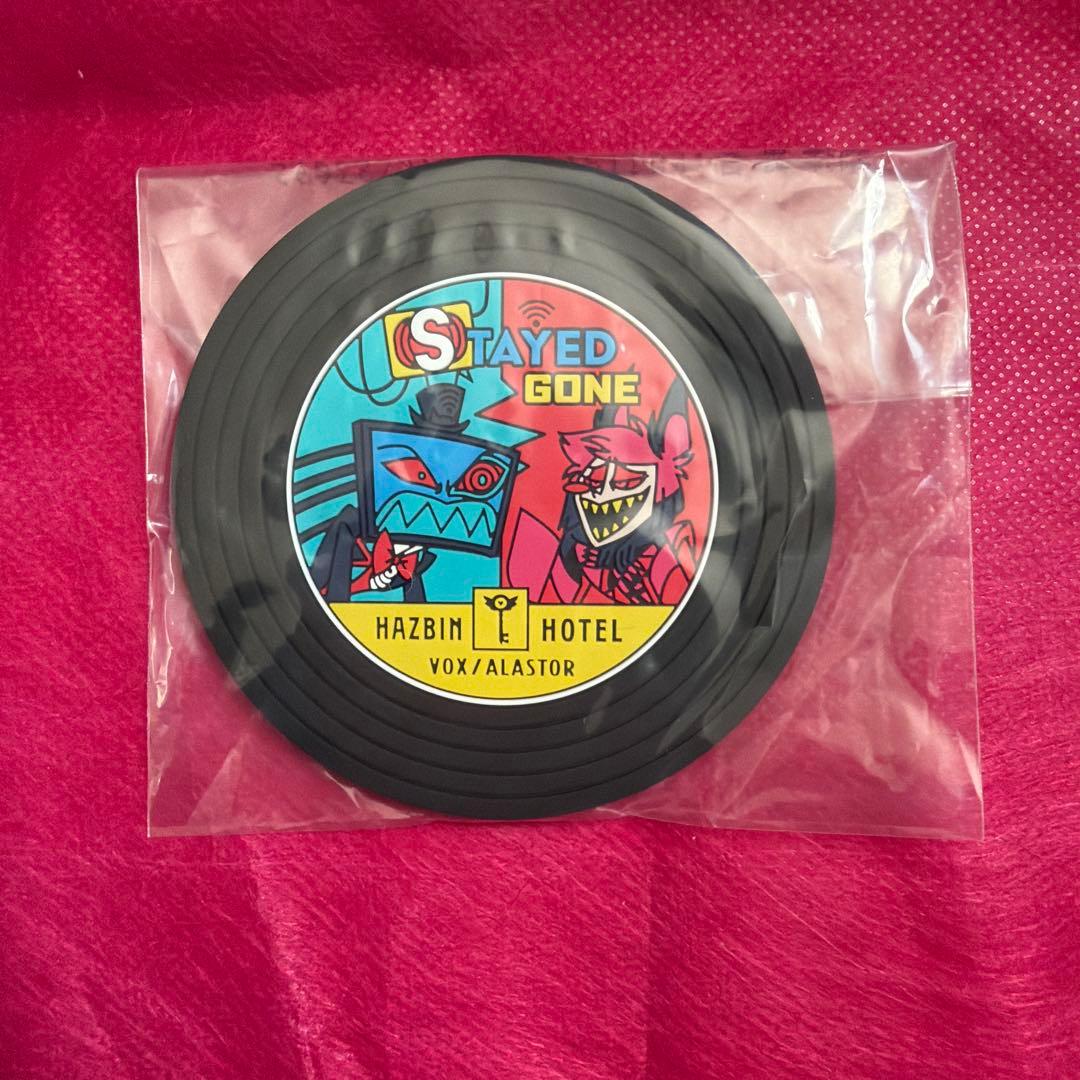 STAYED
GONE
HAZBIN HOTEL
VOX/ALASTOR